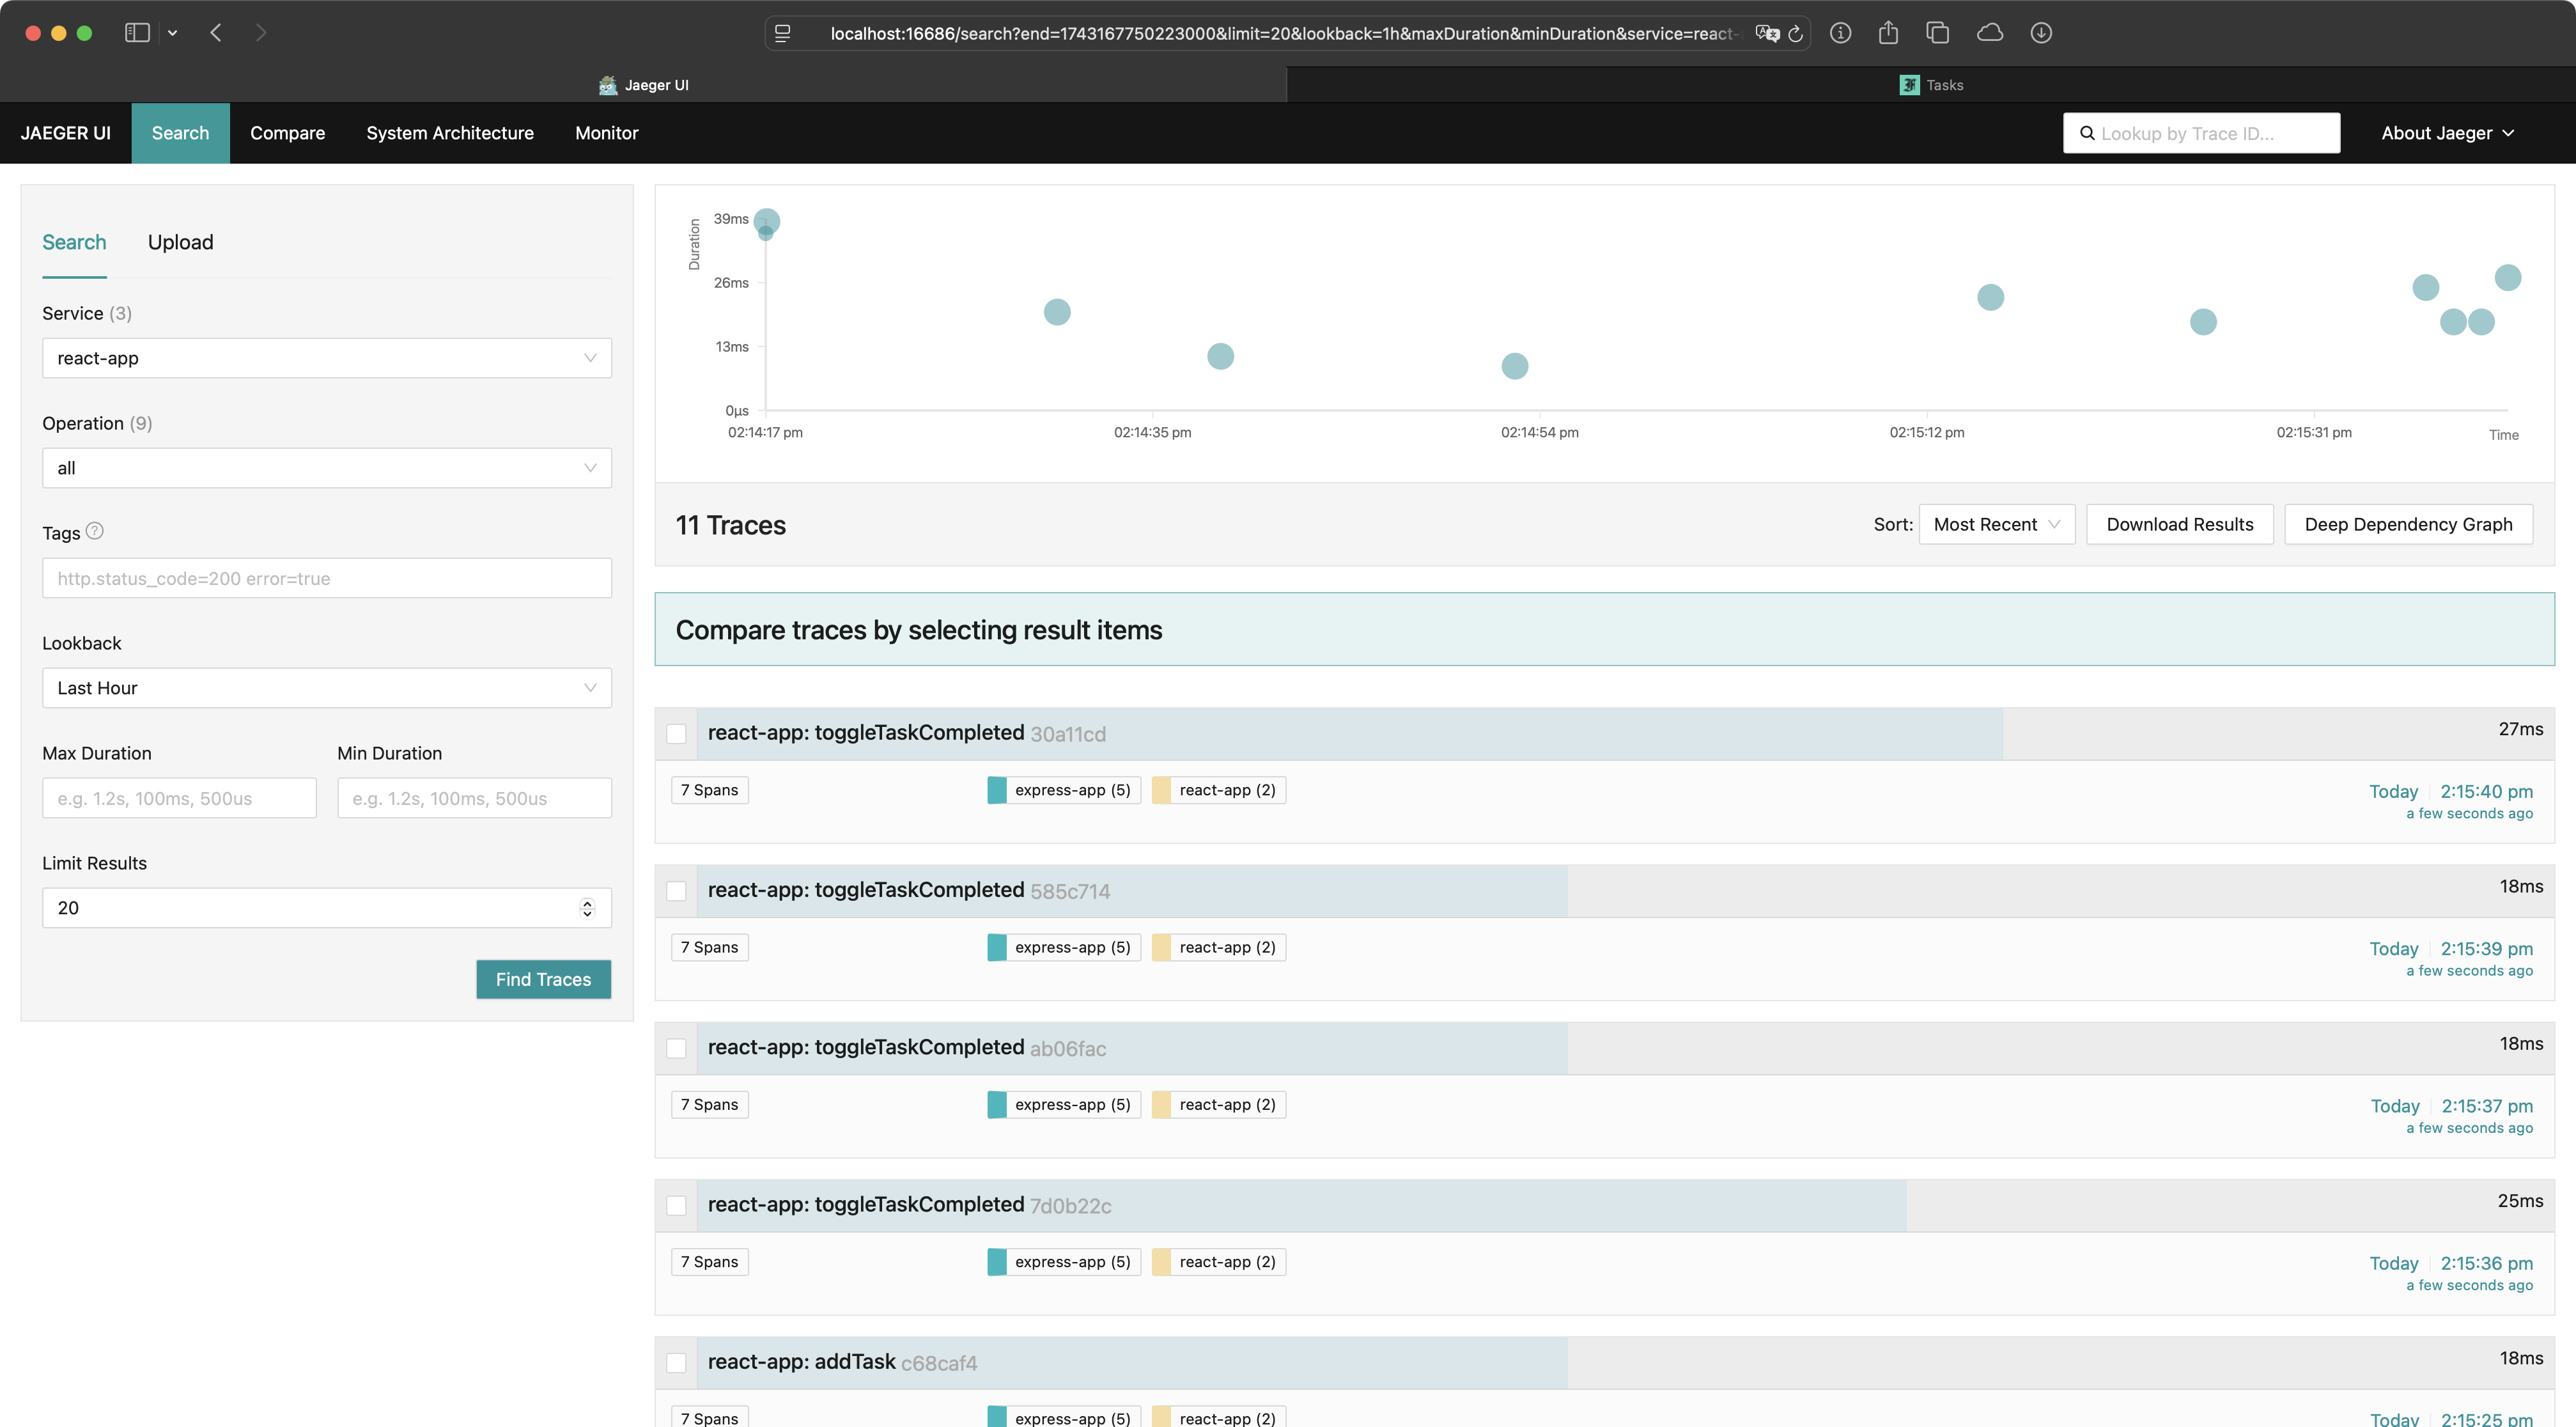 localhost:16686/search?end=1743167750223000&limit=20&lookback=1h&maxDuration&minDuration&service=react-
Jaeger UI
Tasks
JAEGER UI
Search
Compare
System Architecture
Monitor
Lookup by Trace ID...
About Jaeger
Search
Upload
Service (3)
react-app
Operation (9)
all
Tags ?
http.status_code=200 error=true
Lookback
Last Hour
Max Duration
Min Duration
e.g. 1.2s, 100ms, 500us
e.g. 1.2s, 100ms, 500us
Limit Results
20
Find Traces
Duration
39ms
26ms
13ms
0μs
02:14:17 pm
02:14:35 pm
02:14:54 pm
02:15:12 pm
02:15:31 pm
Time
11 Traces
Sort: Most Recent
Download Results
Deep Dependency Graph
Compare traces by selecting result items
react-app: toggleTaskCompleted 30a11cd
27ms
7 Spans
express-app (5)
react-app (2)
Today 2:15:40 pm
a few seconds ago
react-app: toggleTaskCompleted 585c714
18ms
7 Spans
express-app (5)
react-app (2)
Today 2:15:39 pm
a few seconds ago
react-app: toggleTaskCompleted ab06fac
18ms
7 Spans
express-app (5)
react-app (2)
Today 2:15:37 pm
a few seconds ago
react-app: toggleTaskCompleted 7d0b22c
25ms
7 Spans
express-app (5)
react-app (2)
Today 2:15:36 pm
a few seconds ago
react-app: addTask c68caf4
18ms
7 Spans
express-app (5)
react-app (2)
Today 2:15:25 pm